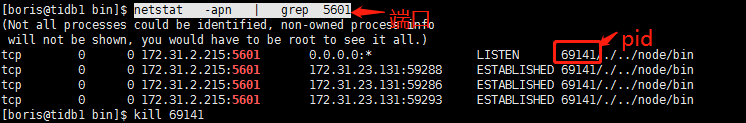 [boris@tidb1 bin]$ netstat -apn | grep 5601 端口
(Not all processes could be identified, non-owned process info
will not be shown, you would have to be root to see it all.) pid
tcp 0 0 172.31.2.215:5601 0.0.0.0:* LISTEN 69141/./../node/bin
tcp 0 0 172.31.2.215:5601 172.31.23.131:59288 ESTABLISHED 69141/./../node/bin
tcp 0 0 172.31.2.215:5601 172.31.23.131:59286 ESTABLISHED 69141/./../node/bin
tcp 0 0 172.31.2.215:5601 172.31.23.131:59293 ESTABLISHED 69141/./../node/bin
[boris@tidb1 bin]$ kill 69141